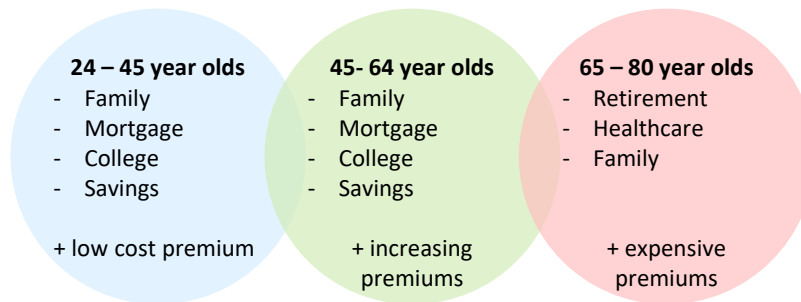 24 – 45 year olds
- Family
- Mortgage
- College
- Savings
+ low cost premium
45- 64 year olds
- Family
- Mortgage
- College
- Savings
+ increasing
premiums
65 – 80 year olds
- Retirement
- Healthcare
- Family
+ expensive
premiums